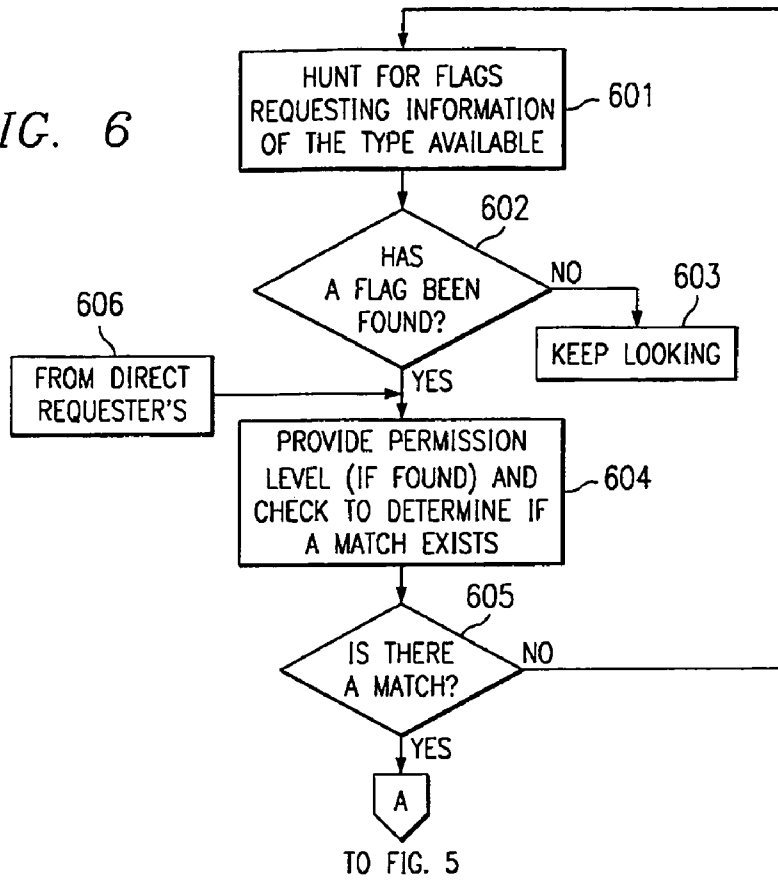 HUNT FOR FLAGS
REQUESTING INFORMATION
OF THE TYPE AVAILABLE
601
IG. 6
602
HAS
A FLAG BEEN
FOUND?
NO
603
KEEP LOOKING
606
FROM DIRECT
REQUESTER'S
YES
PROVIDE PERMISSION
LEVEL (IF FOUND) AND
CHECK TO DETERMINE IF
A MATCH EXISTS
604
605
IS THERE
A MATCH?
NO
YES
A
TO FIG. 5